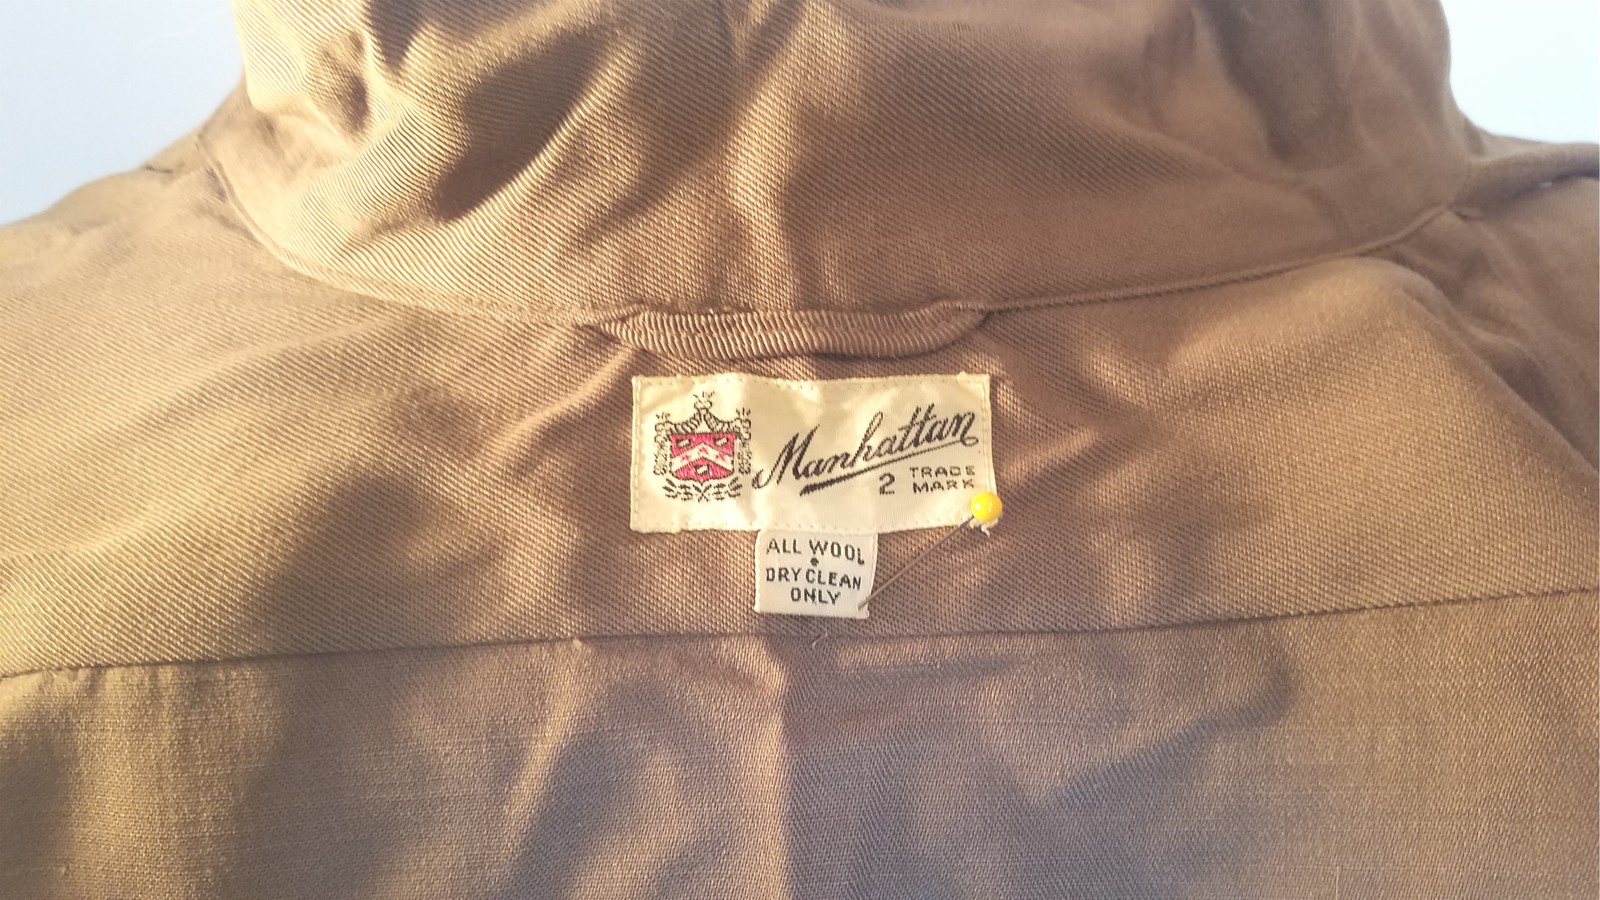 Manhattan
2 TRADE
MARK
ALL WOOL
•
DRY CLEAN
ONLY